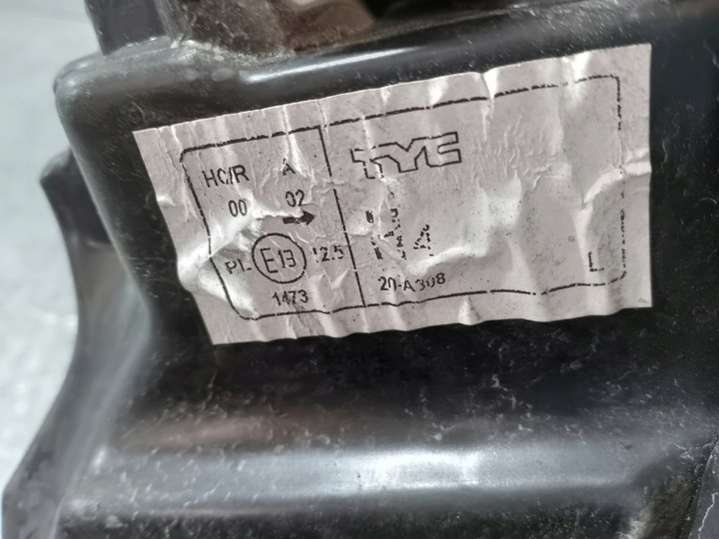 HC/R A
00 02
PL E13 12.5
1473
TYC
20-A308
L